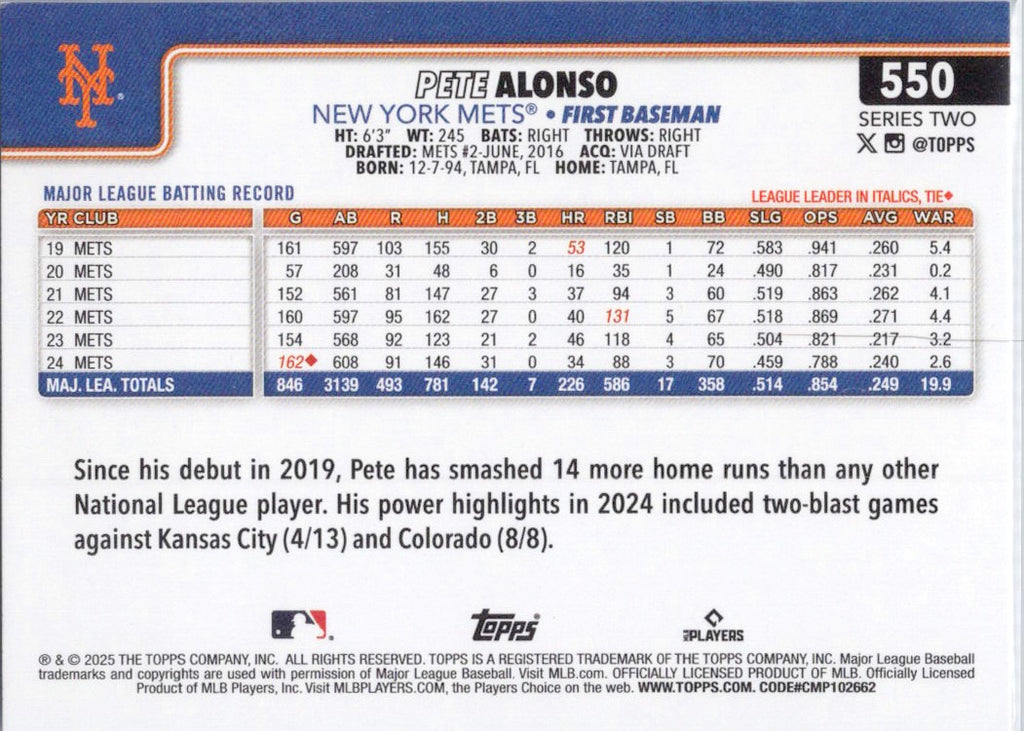 NY
PETE ALONSO
550
NEW YORK METS® • FIRST BASEMAN
SERIES TWO
HT: 6'3" WT: 245 BATS: RIGHT THROWS: RIGHT
@TOPPS
DRAFTED: METS #2-JUNE, 2016 ACQ: VIA DRAFT
BORN: 12-7-94, TAMPA, FL HOME: TAMPA, FL
MAJOR LEAGUE BATTING RECORD
LEAGUE LEADER IN ITALICS, TIE♦
YR CLUB G AB R H 2B 3B HR RBI SB BB SLG OPS AVG WAR
19 METS 161 597 103 155 30 2 53 120 1 72 .583 .941 .260 5.4
20 METS 57 208 31 48 6 0 16 35 1 24 .490 .817 .231 0.2
21 METS 152 561 81 147 27 3 37 94 3 60 .519 .863 .262 4.1
22 METS 160 597 95 162 27 0 40 131 5 67 .518 .869 .271 4.4
23 METS 154 568 92 123 21 2 46 118 4 65 .504 .821 .217 3.2
24 METS 162♦ 608 91 146 31 0 34 88 3 70 .459 .788 .240 2.6
MAJ. LEA. TOTALS 846 3139 493 781 142 7 226 586 17 358 .514 .854 .249 19.9
Since his debut in 2019, Pete has smashed 14 more home runs than any other
National League player. His power highlights in 2024 included two-blast games
against Kansas City (4/13) and Colorado (8/8).
Topps®
MLB PLAYERS
® & © 2025 THE TOPPS COMPANY, INC. ALL RIGHTS RESERVED. TOPPS IS A REGISTERED TRADEMARK OF THE TOPPS COMPANY, INC. Major League Baseball
trademarks and copyrights are used with permission of Major League Baseball. Visit MLB.com. OFFICIALLY LICENSED PRODUCT OF MLB. Officially Licensed
Product of MLB Players, Inc. Visit MLBPLAYERS.COM, the Players Choice on the web. WWW.TOPPS.COM. CODE#CMP102662